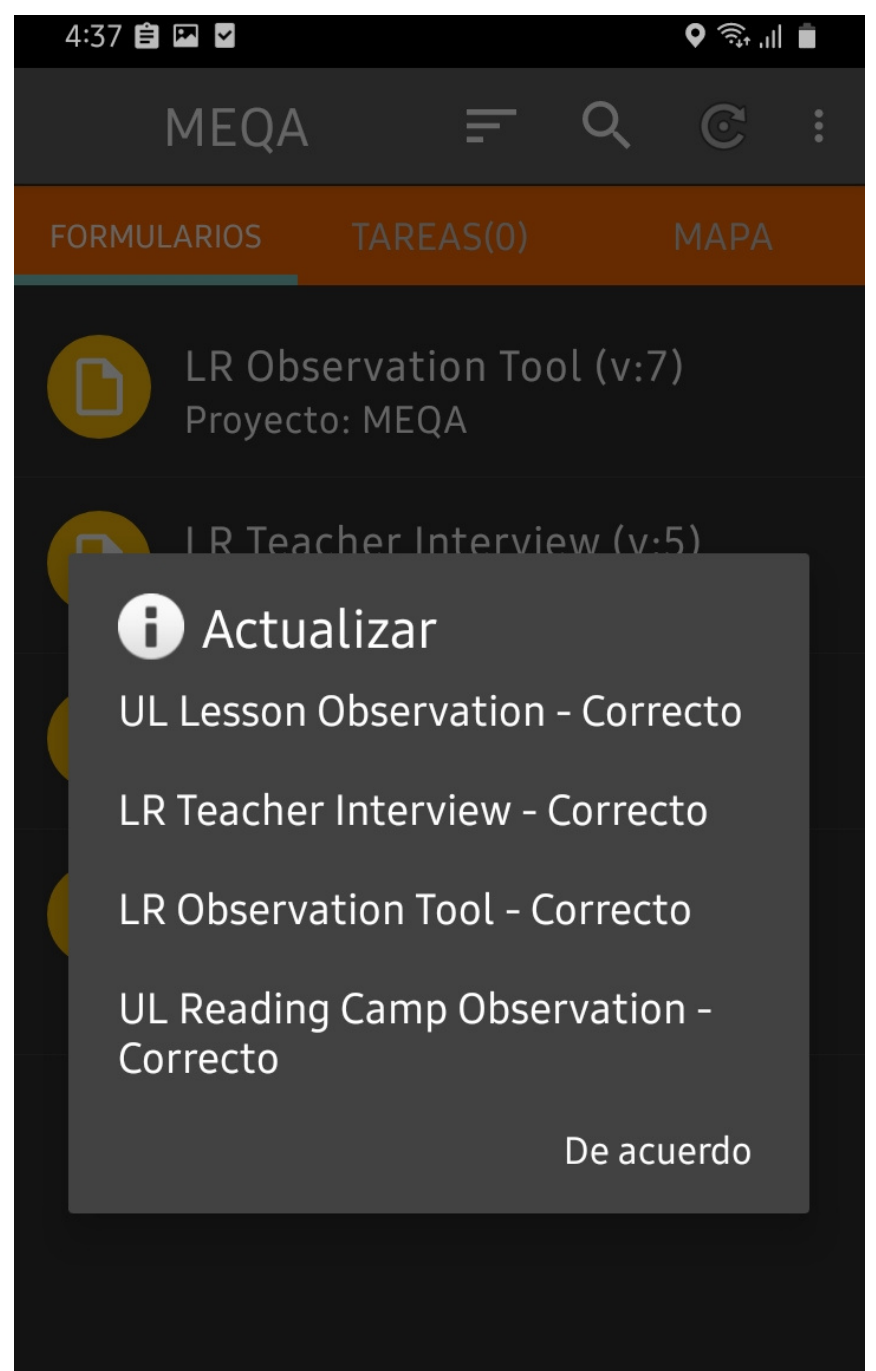 4:37
MEQA
FORMULARIOS TAREAS(0) MAPA
LR Observation Tool (v:7)
Proyecto: MEQA
LR Teacher Interview (v:5)
Actualizar
UL Lesson Observation - Correcto
LR Teacher Interview - Correcto
LR Observation Tool - Correcto
UL Reading Camp Observation -
Correcto
De acuerdo